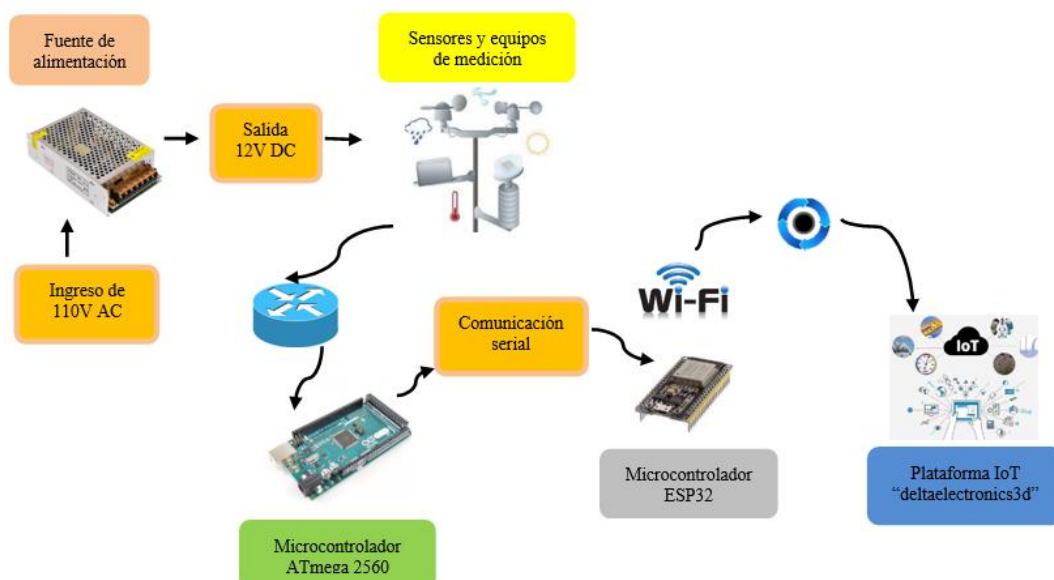 Fuente de
alimentación
Sensores y equipos
de medición
Salida
12V DC
Ingreso de
110V AC
Comunicación
serial
Wi-Fi
IoT
Microcontrolador
ESP32
Plataforma IoT
“deltaelectronics3d”
Microcontrolador
ATmega 2560